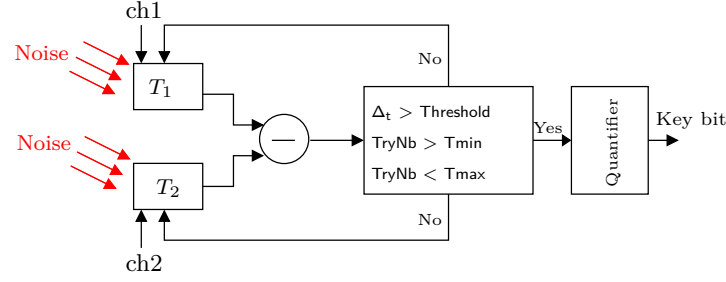 ch1
Noise
T₁
No
Δₜ > Threshold
TryNb > Tmin
TryNb < Tmax
—
Yes
Quantifier
Key bit
Noise
T₂
No
ch2